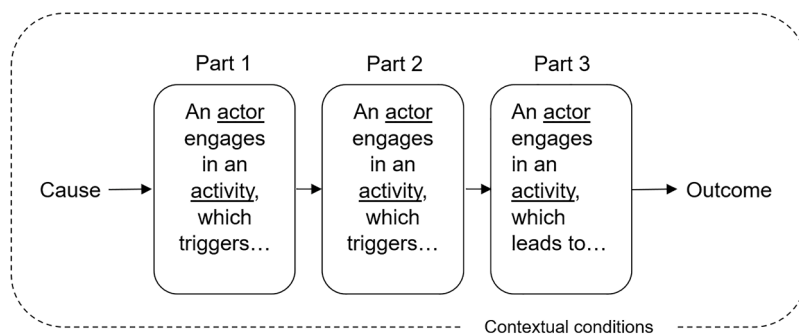 Part 1
Part 2
Part 3
An actor
engages
in an
activity,
which
triggers…
An actor
engages
in an
activity,
which
triggers…
An actor
engages
in an
activity,
which
leads to…
Cause
Outcome
Contextual conditions